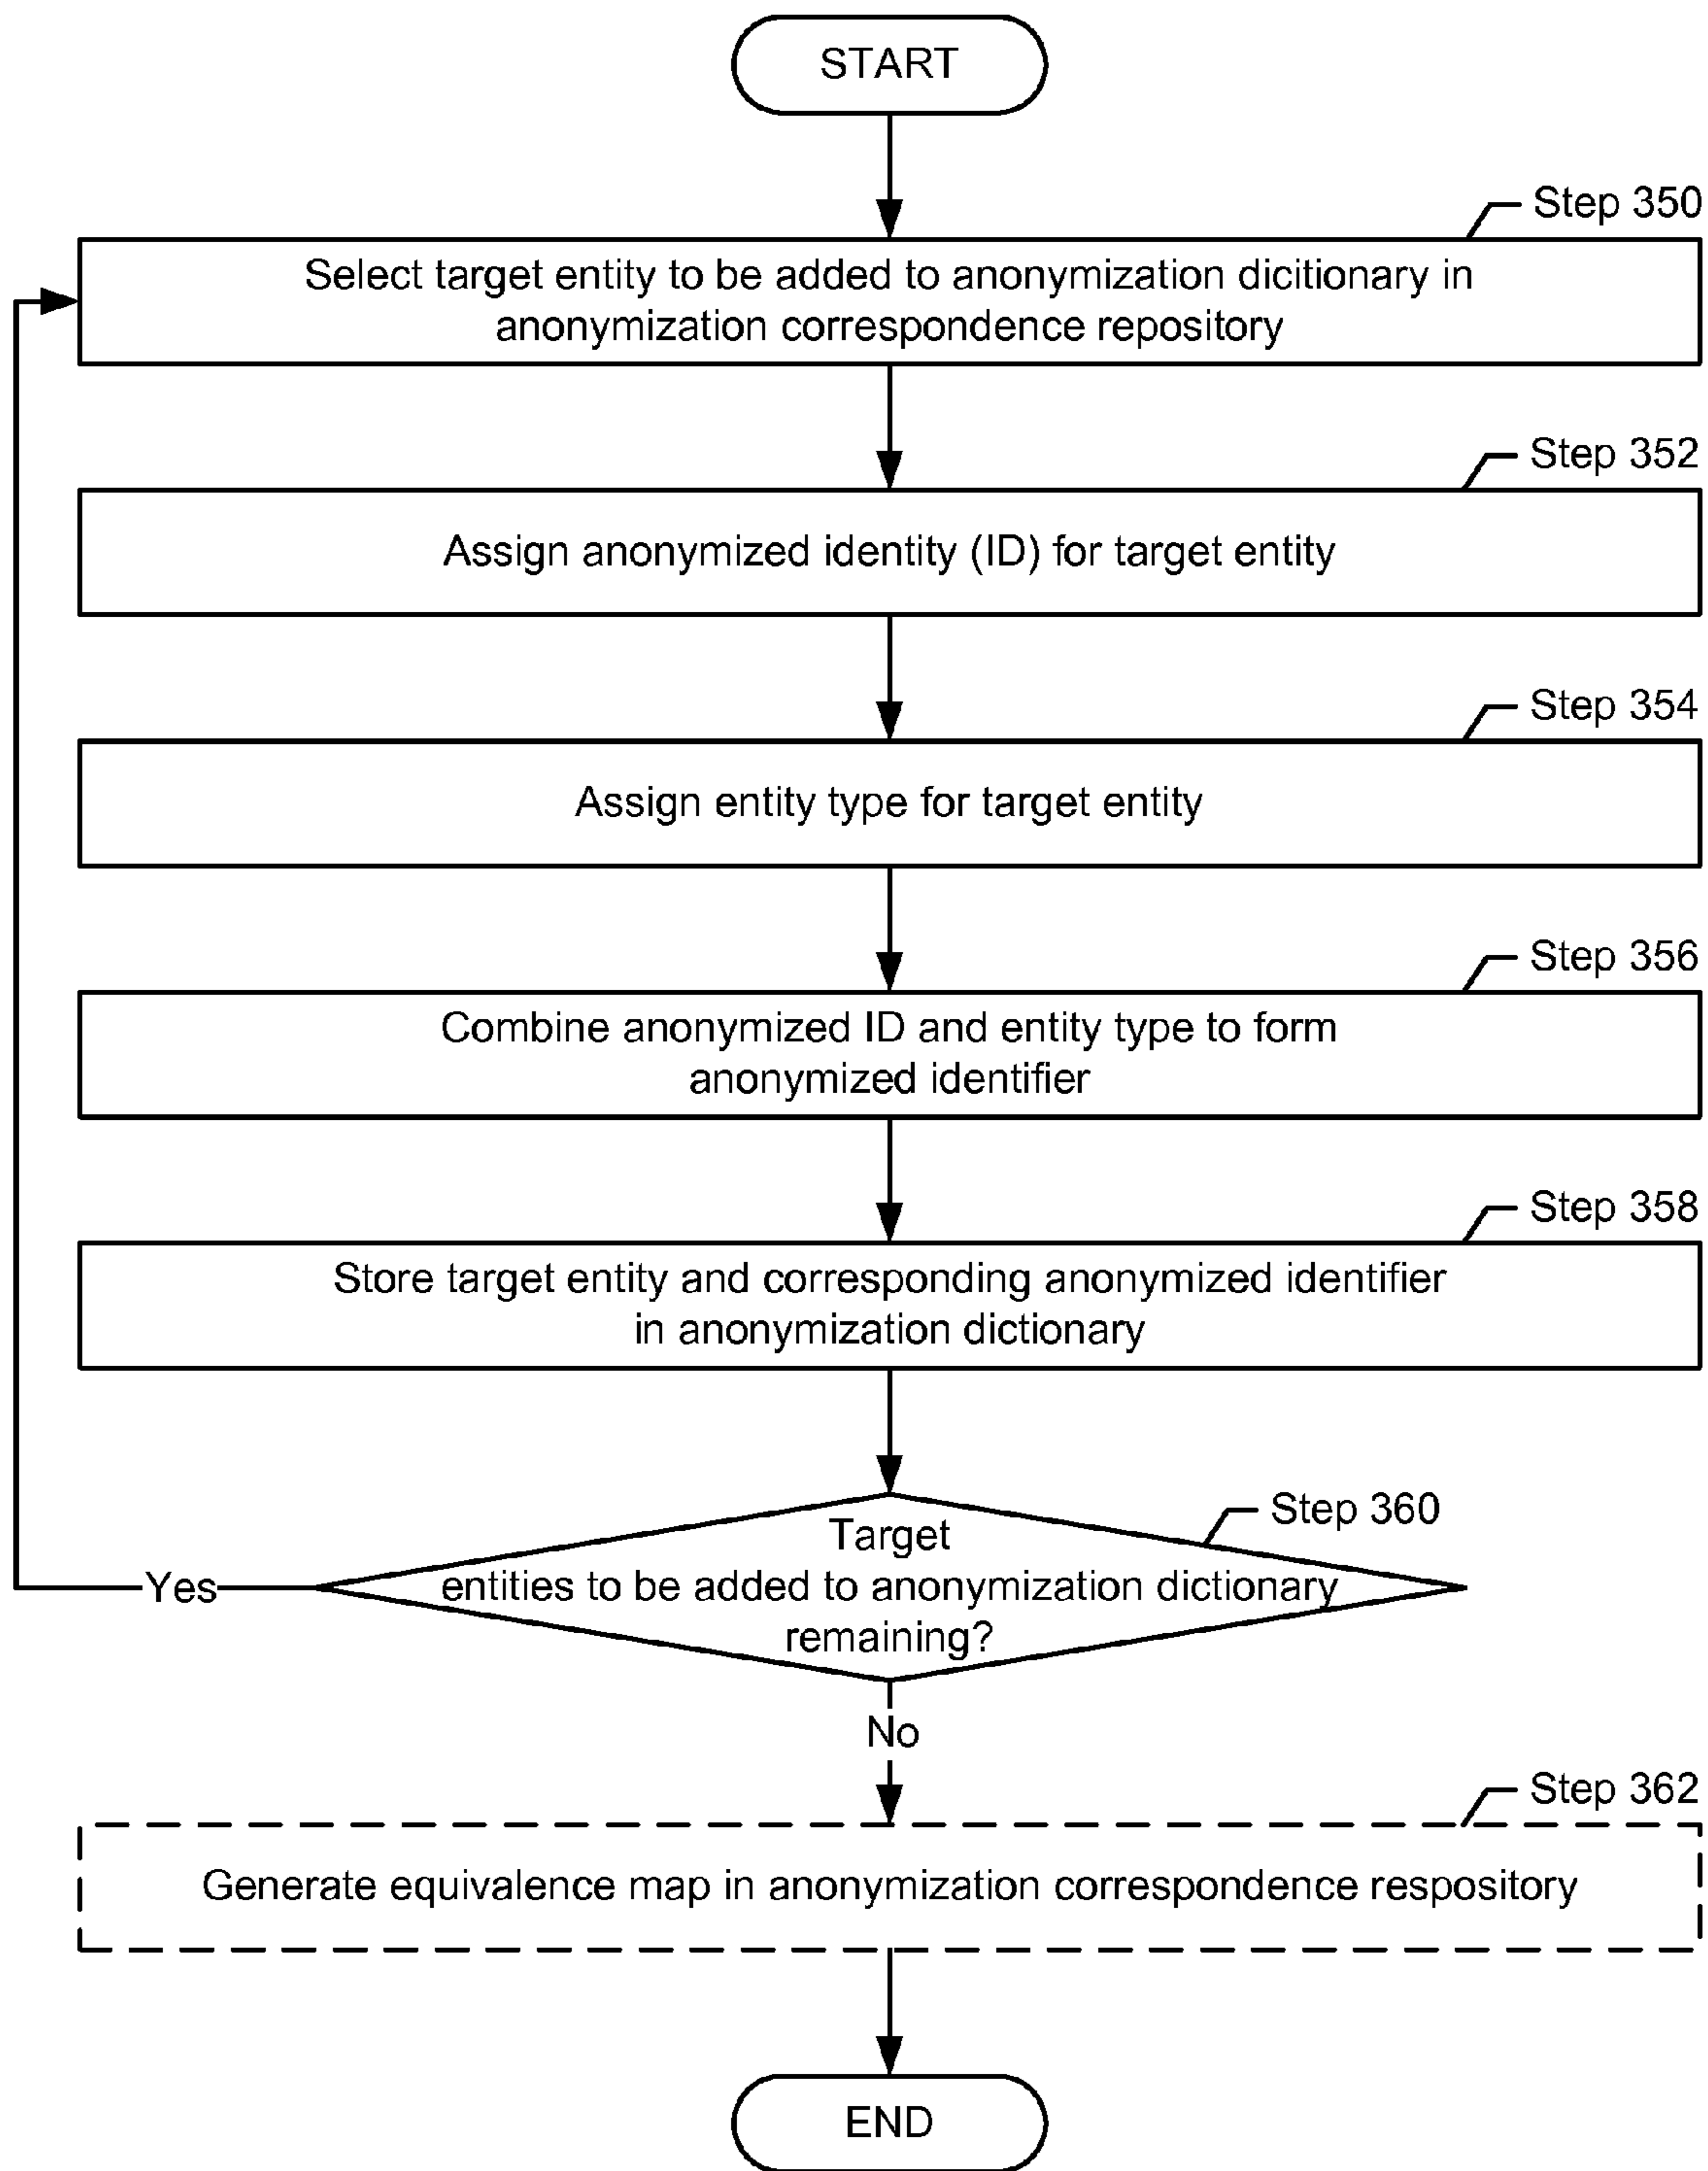 START
Step 350
Select target entity to be added to anonymization dicitionary in
anonymization correspondence repository
Step 352
Assign anonymized identity (ID) for target entity
Step 354
Assign entity type for target entity
Step 356
Combine anonymized ID and entity type to form
anonymized identifier
Step 358
Store target entity and corresponding anonymized identifier
in anonymization dictionary
Step 360
Target
entities to be added to anonymization dictionary
remaining?
Yes
No
Step 362
Generate equivalence map in anonymization correspondence respository
END